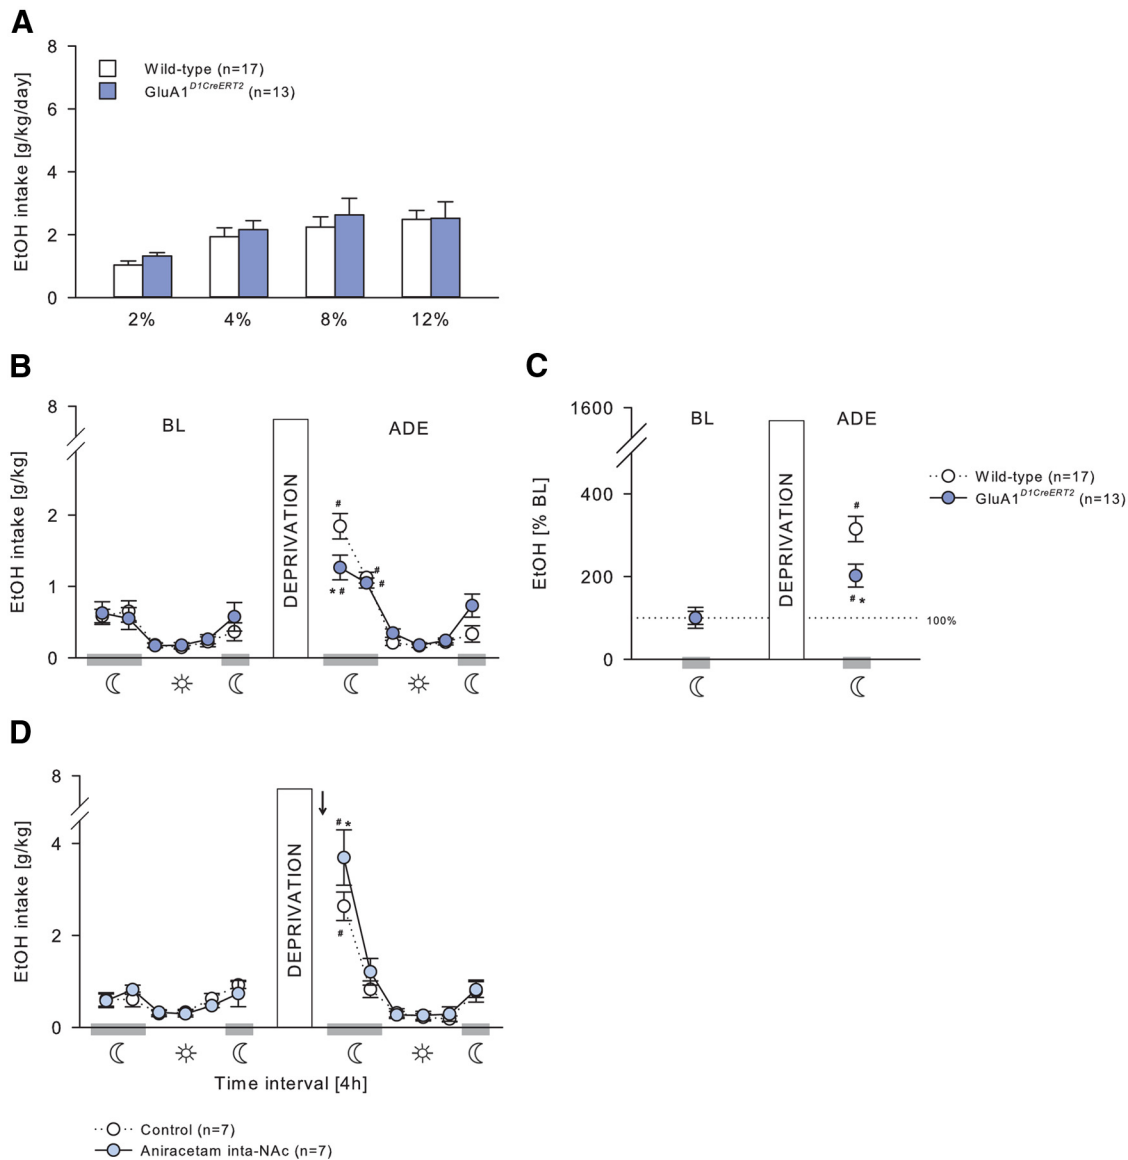 A
8
6
4
2
0
EtOH intake [g/kg/day]
Wild-type (n=17)
GluA1D1CreERT2 (n=13)
2% 4% 8% 12%
B
8
2
1
0
EtOH intake [g/kg]
BL
DEPRIVATION
ADE
#
* #
#
#
C
1600
400
200
0
EtOH [% BL]
BL
DEPRIVATION
ADE
#
# *
100%
Wild-type (n=17)
GluA1D1CreERT2 (n=13)
D
8
4
2
0
EtOH intake [g/kg]
DEPRIVATION
# *
#
Time interval [4h]
Control (n=7)
Aniracetam inta-NAc (n=7)